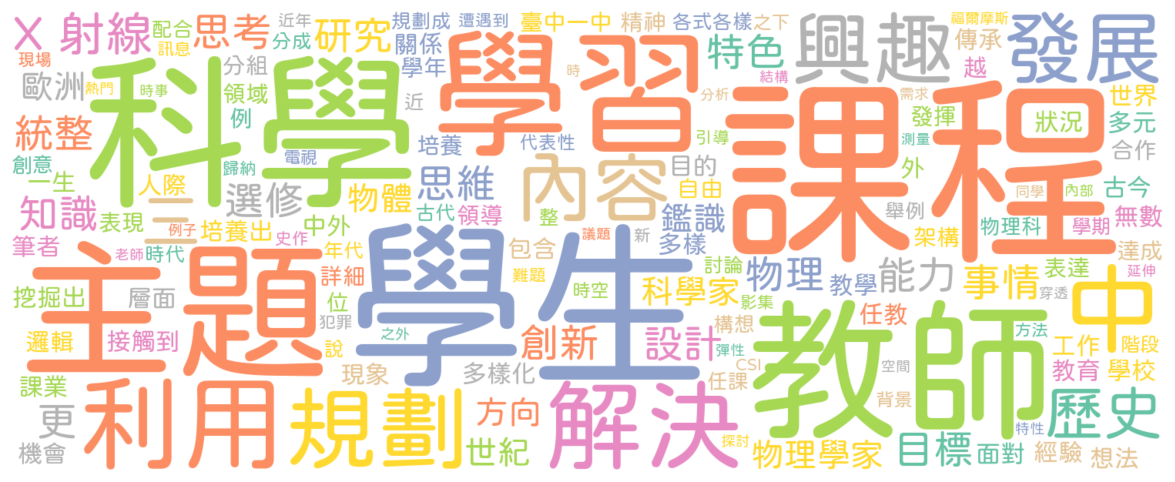 X 射線
配合
訊息
思考
近年
分成
研究
規劃成
關係
遭遇到
臺中一中
精神
各式各樣
之下
福爾摩斯
傳承
特色
興趣
發展
現場
歐洲
熱門
時事
分組
學年
科學
學習
時
結構
越
需求
世界
統整
領域
例
近
分析
課程
發揮
狀況
多元
創意
歸納
電視
培養
代表性
引導
測量
合作
一生
人際
選修
物體
思維
內容
目的
自由
外
同學
內部
古今
知識
表現
三
例子
培養出
史作
中外
古代
領導
整
鑑識
舉例
物理科
學期
無數
筆者
老師
時代
年代
包含
議題
新
多樣
架構
達成
主題
詳細
學生
難題
時空
討論
物理
教學
能力
事情
表達
延伸
挖掘出
層面
位
犯罪
之外
科學家
影集
穿透
中
邏輯
接觸到
說
創新
設計
構想
彈性
教師
任教
方法
工作
階段
課業
利用
現象
多樣化
CSI
任課
空間
教育
學校
更
規劃
方向
解決
背景
歷史
機會
世紀
探討
物理學家
目標
面對
特性
經驗
想法